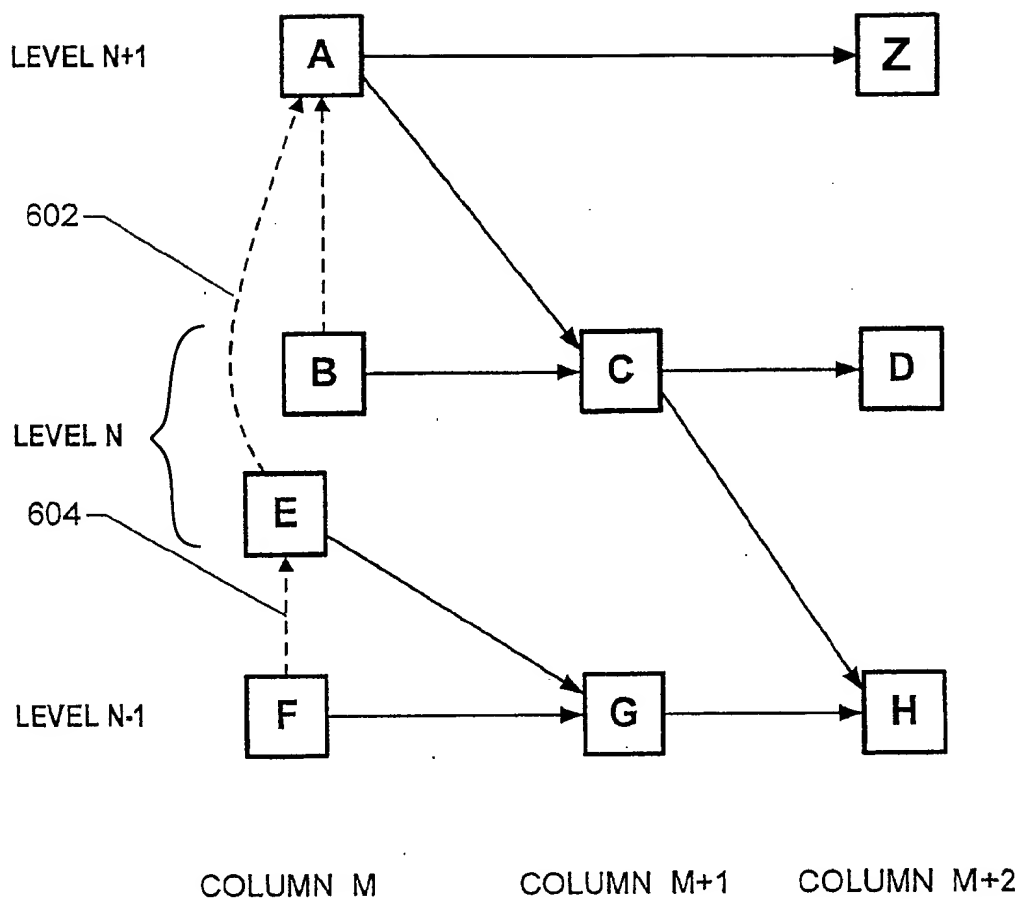 LEVEL N+1
A
Z
602
B
C
D
LEVEL N
E
604
LEVEL N-1
F
G
H
COLUMN M
COLUMN M+1
COLUMN M+2